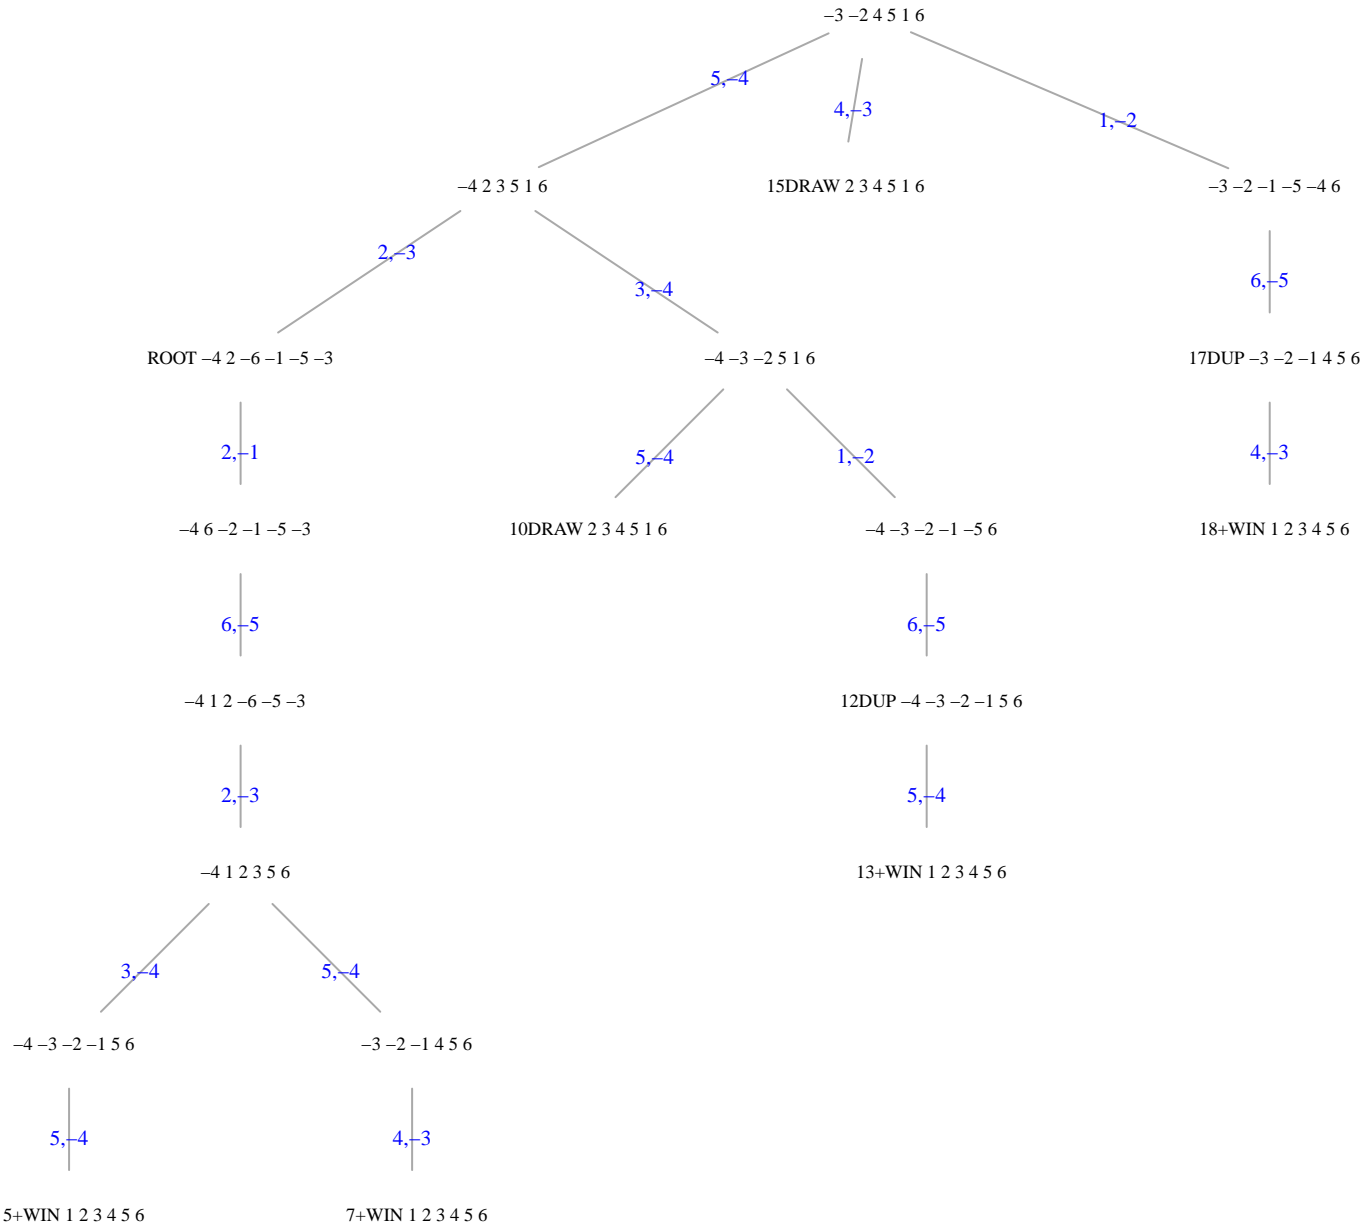 –3 –2 4 5 1 6
5,–4
4,–3
1,–2
–4 2 3 5 1 6
15DRAW 2 3 4 5 1 6
–3 –2 –1 –5 –4 6
2,–3
3,–4
6,–5
ROOT –4 2 –6 –1 –5 –3
–4 –3 –2 5 1 6
17DUP –3 –2 –1 4 5 6
2,–1
5,–4
1,–2
4,–3
–4 6 –2 –1 –5 –3
10DRAW 2 3 4 5 1 6
–4 –3 –2 –1 –5 6
18+WIN 1 2 3 4 5 6
6,–5
6,–5
–4 1 2 –6 –5 –3
12DUP –4 –3 –2 –1 5 6
2,–3
5,–4
–4 1 2 3 5 6
13+WIN 1 2 3 4 5 6
3,–4
5,–4
–4 –3 –2 –1 5 6
–3 –2 –1 4 5 6
5,–4
4,–3
5+WIN 1 2 3 4 5 6
7+WIN 1 2 3 4 5 6